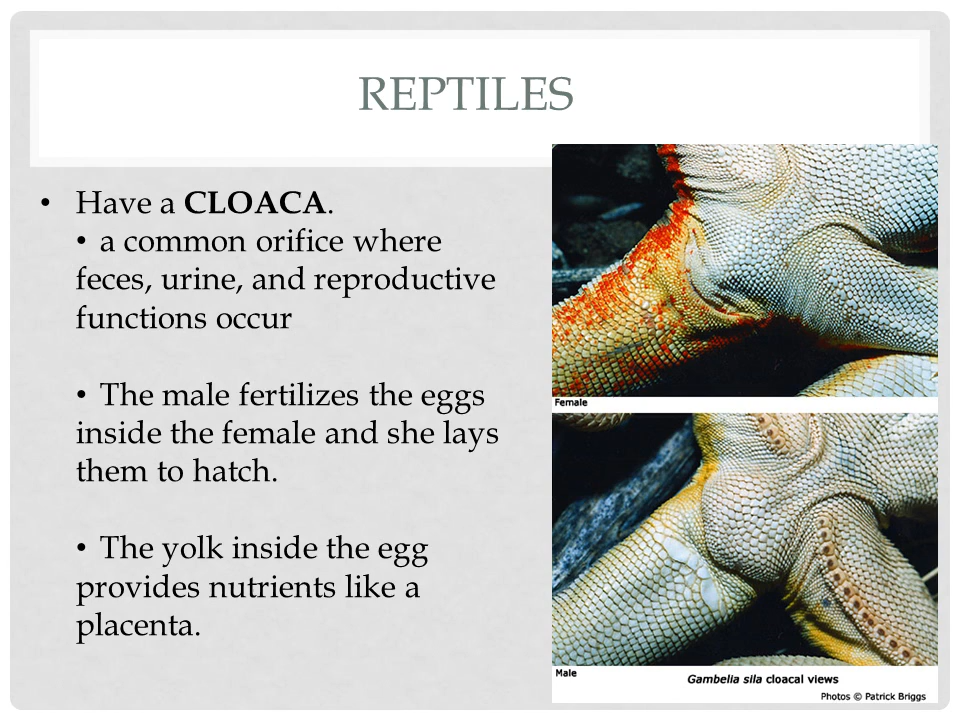 REPTILES
• Have a CLOACA.
• a common orifice where
feces, urine, and reproductive
functions occur
• The male fertilizes the eggs
inside the female and she lays
them to hatch.
• The yolk inside the egg
provides nutrients like a
placenta.
Female
Male
Gambelia sila cloacal views
Photos © Patrick Briggs